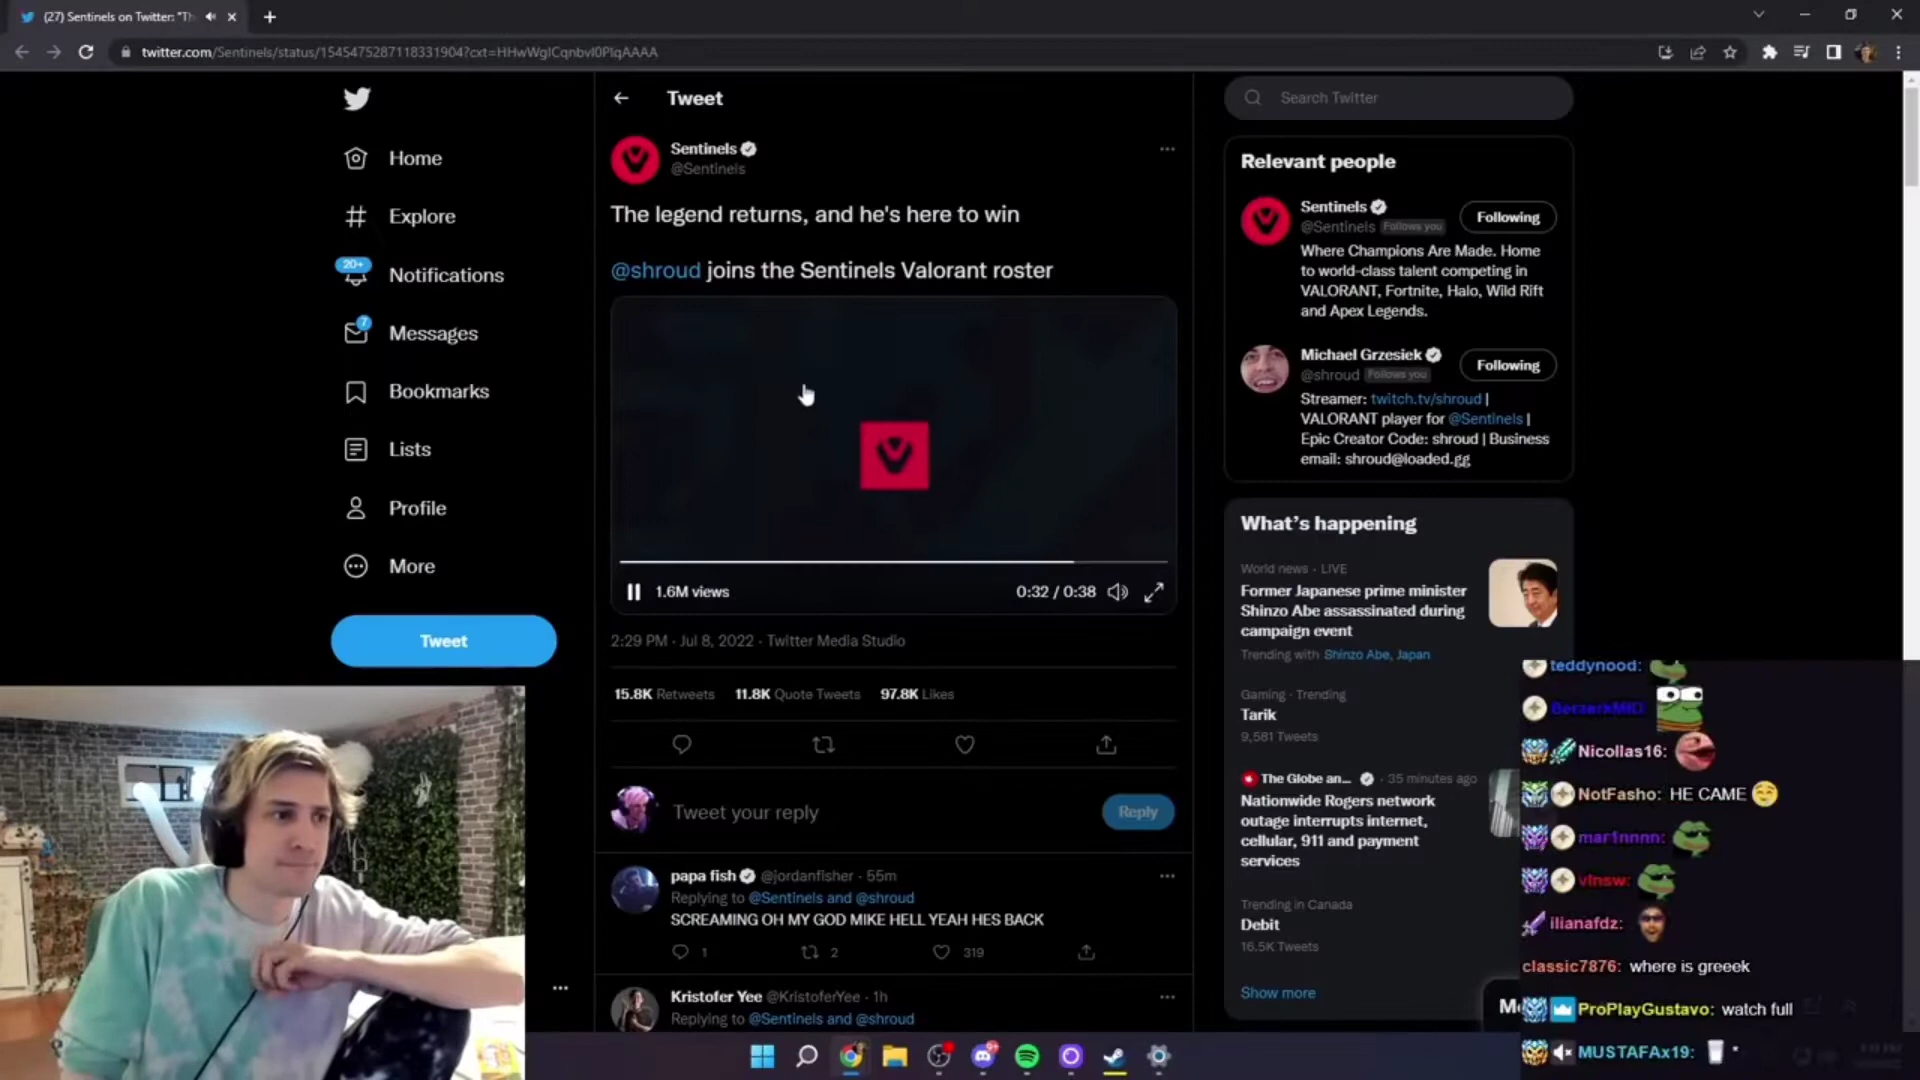 (27) Sentinels on Twitter: "Th
twitter.com/Sentinels/status/1545475287118331904?cxt=HHwWgICqnbvI0PIqAAAA
Home
Explore
20+
Notifications
7
Messages
Bookmarks
Lists
Profile
More
Tweet
Tweet
Sentinels
@Sentinels
The legend returns, and he's here to win
@shroud joins the Sentinels Valorant roster
1.6M views
0:32 / 0:38
2:29 PM · Jul 8, 2022 · Twitter Media Studio
15.8K Retweets 11.8K Quote Tweets 97.8K Likes
Tweet your reply
Reply
papa fish @jordanfisher · 55m
Replying to @Sentinels and @shroud
SCREAMING OH MY GOD MIKE HELL YEAH HES BACK
1
2
319
Kristofer Yee @KristoferYee · 1h
Replying to @Sentinels and @shroud
Search Twitter
Relevant people
Sentinels
@Sentinels Follows you
Following
Where Champions Are Made. Home
to world-class talent competing in
VALORANT, Fortnite, Halo, Wild Rift
and Apex Legends.
Michael Grzesiek
@shroud Follows you
Following
Streamer: twitch.tv/shroud |
VALORANT player for @Sentinels |
Epic Creator Code: shroud | Business
email: shroud@loaded.gg
What's happening
World news · LIVE
Former Japanese prime minister
Shinzo Abe assassinated during
campaign event
Trending with Shinzo Abe, Japan
Gaming · Trending
Tarik
9,581 Tweets
The Globe an... · 35 minutes ago
Nationwide Rogers network
outage interrupts internet,
cellular, 911 and payment
services
Trending in Canada
Debit
16.5K Tweets
Show more
teddynood:
BerzerkMID:
Nicollas16:
NotFasho: HE CAME
mar1nnnn:
vlnsw:
ilianafdz:
classic7876: where is greeek
ProPlayGustavo: watch full
MUSTAFAx19: